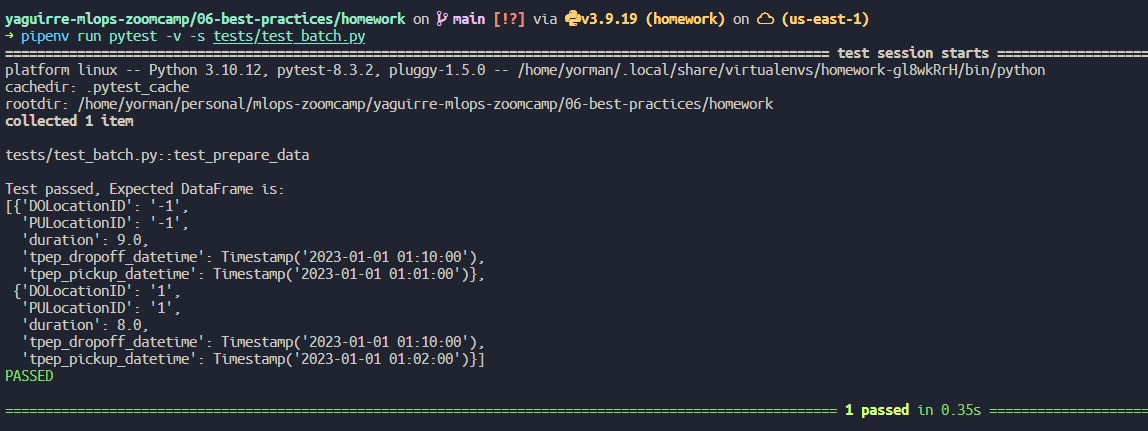 yaguirre-mlops-zoomcamp/06-best-practices/homework on main [!?] via v3.9.19 (homework) on (us-east-1)
➜ pipenv run pytest -v -s tests/test_batch.py
======================================================================================================= test session starts ===================
platform linux -- Python 3.10.12, pytest-8.3.2, pluggy-1.5.0 -- /home/yorman/.local/share/virtualenvs/homework-gl8wkRrH/bin/python
cachedir: .pytest_cache
rootdir: /home/yorman/personal/mlops-zoomcamp/yaguirre-mlops-zoomcamp/06-best-practices/homework
collected 1 item
tests/test_batch.py::test_prepare_data
Test passed, Expected DataFrame is:
[{'DOLocationID': '-1',
'PULocationID': '-1',
'duration': 9.0,
'tpep_dropoff_datetime': Timestamp('2023-01-01 01:10:00'),
'tpep_pickup_datetime': Timestamp('2023-01-01 01:01:00')},
{'DOLocationID': '1',
'PULocationID': '1',
'duration': 8.0,
'tpep_dropoff_datetime': Timestamp('2023-01-01 01:10:00'),
'tpep_pickup_datetime': Timestamp('2023-01-01 01:02:00')}]
PASSED
======================================================================================================== 1 passed in 0.35s ====================